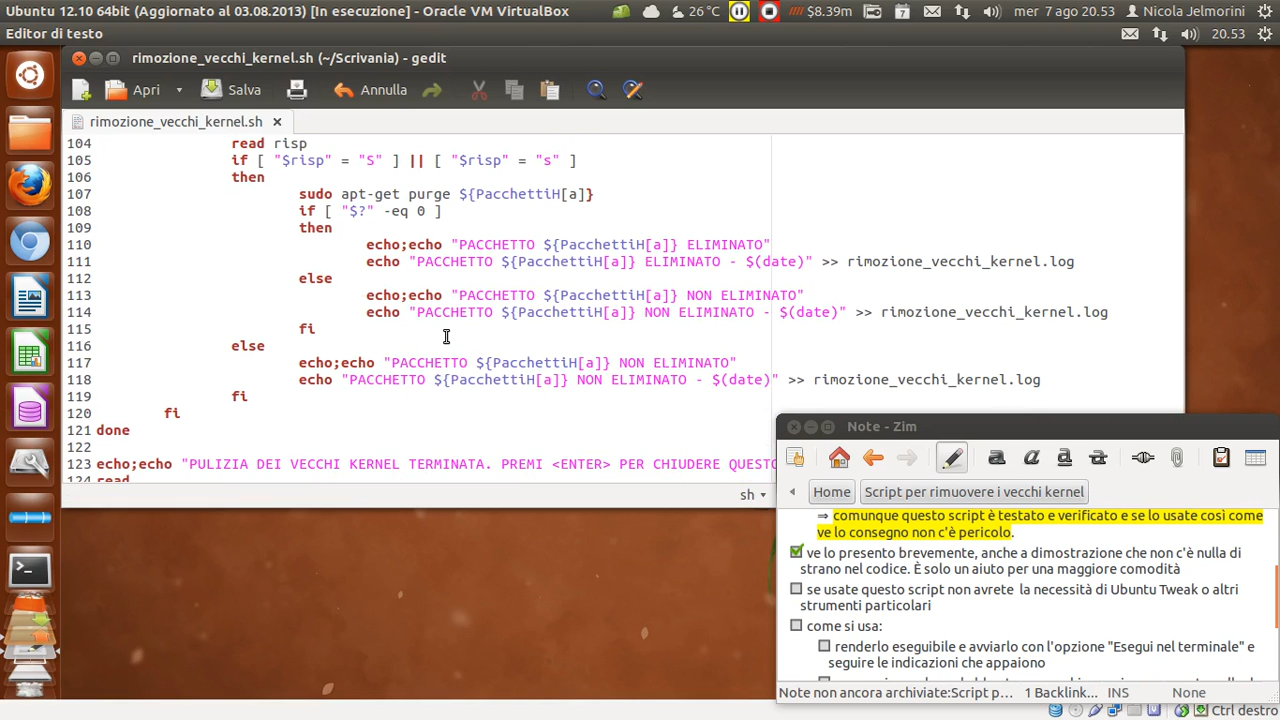 Ubuntu 12.10 64bit (Aggiornato al 03.08.2013) [In esecuzione] - Oracle VM VirtualBox
26°C
$8.39m
7
mer 7 ago 20.53
Nicola Jelmorini
Editor di testo
20.53
rimozione_vecchi_kernel.sh (~/Scrivania) - gedit
Apri
Salva
Annulla
rimozione_vecchi_kernel.sh
104 read risp
105 if [ "$risp" = "S" ] || [ "$risp" = "s" ]
106 then
107 sudo apt-get purge ${PacchettiH[a]}
108 if [ "$?" -eq 0 ]
109 then
110 echo;echo "PACCHETTO ${PacchettiH[a]} ELIMINATO"
111 echo "PACCHETTO ${PacchettiH[a]} ELIMINATO - $(date)" >> rimozione_vecchi_kernel.log
112 else
113 echo;echo "PACCHETTO ${PacchettiH[a]} NON ELIMINATO"
114 echo "PACCHETTO ${PacchettiH[a]} NON ELIMINATO - $(date)" >> rimozione_vecchi_kernel.log
115 fi
116 else
117 echo;echo "PACCHETTO ${PacchettiH[a]} NON ELIMINATO"
118 echo "PACCHETTO ${PacchettiH[a]} NON ELIMINATO - $(date)" >> rimozione_vecchi_kernel.log
119 fi
120 fi
121 done
122
123 echo;echo "PULIZIA DEI VECCHI KERNEL TERMINATA. PREMI <ENTER> PER CHIUDERE QUESTO
124 read
sh
Note - Zim
Home
Script per rimuovere i vecchi kernel
⇒ comunque questo script è testato e verificato e se lo usate così come
ve lo consegno non c'è pericolo.
ve lo presento brevemente, anche a dimostrazione che non c'è nulla di
strano nel codice. È solo un aiuto per una maggiore comodità
se usate questo script non avrete la necessità di Ubuntu Tweak o altri
strumenti particolari
come si usa:
renderlo eseguibile e avviarlo con l'opzione "Esegui nel terminale" e
seguire le indicazioni che appaiono
Note non ancora archiviate:Script p...
1 Backlink...
INS
None
Ctrl destro